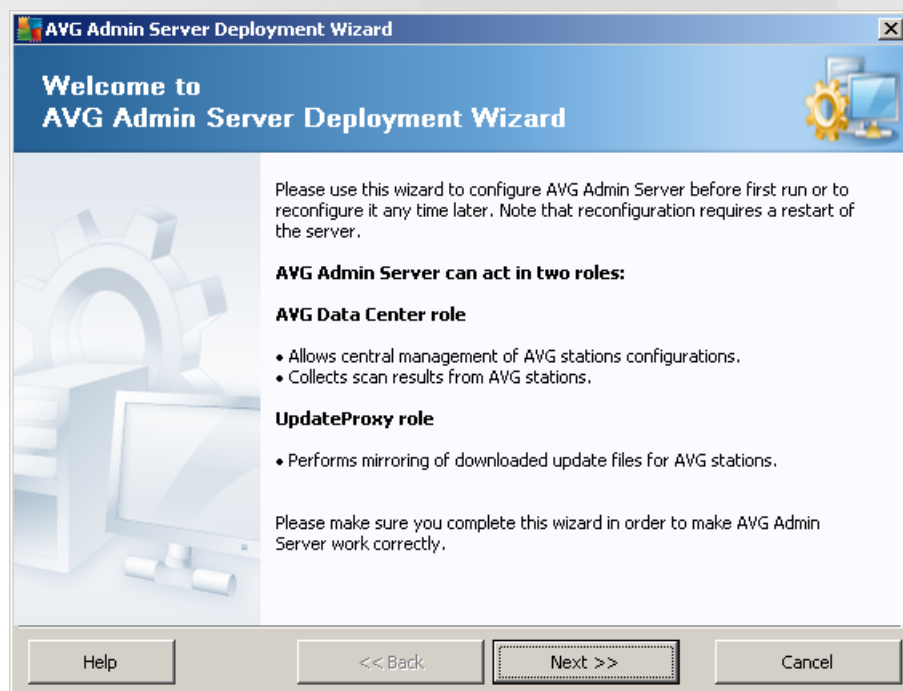 AVG Admin Server Deployment Wizard
Welcome to
AVG Admin Server Deployment Wizard
Please use this wizard to configure AVG Admin Server before first run or to
reconfigure it any time later. Note that reconfiguration requires a restart of
the server.
AVG Admin Server can act in two roles:
AVG Data Center role
• Allows central management of AVG stations configurations.
• Collects scan results from AVG stations.
UpdateProxy role
• Performs mirroring of downloaded update files for AVG stations.
Please make sure you complete this wizard in order to make AVG Admin
Server work correctly.
Help
<< Back
Next >>
Cancel